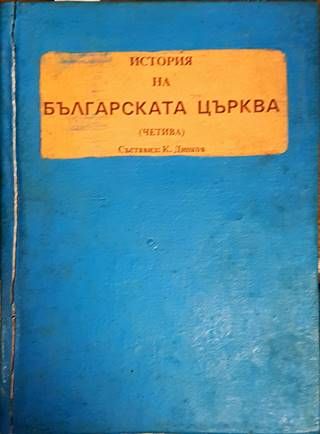 ИСТОРИЯ
НА
БЪЛГАРСКАТА ЦЪРКВА
(ЧЕТИВА)
Съставил: К. Динков